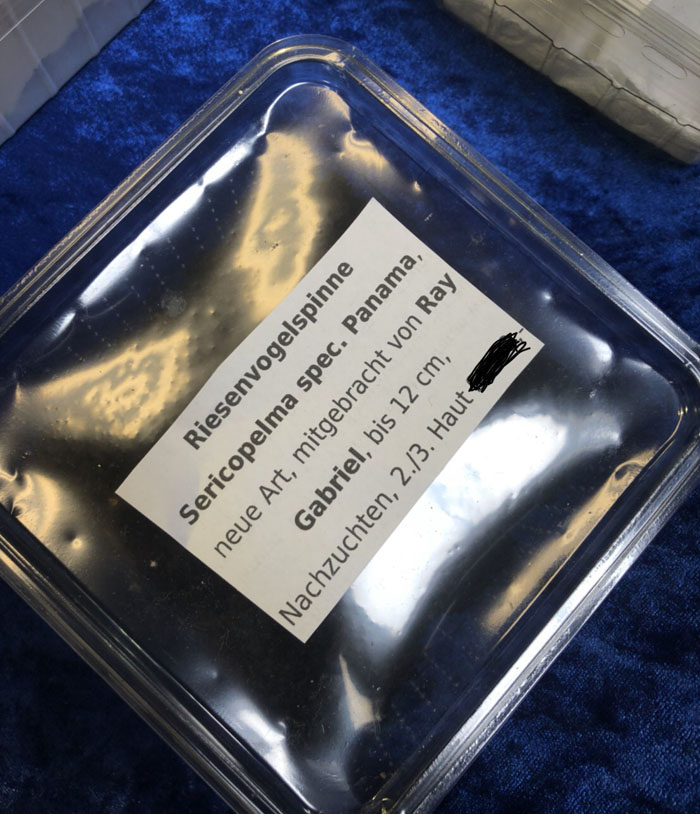 Riesenvogelspinne
Sericopelma spec. Panama,
neue Art, mitgebracht von Ray
Gabriel, bis 12 cm,
Nachzuchten, 2./3. Haut